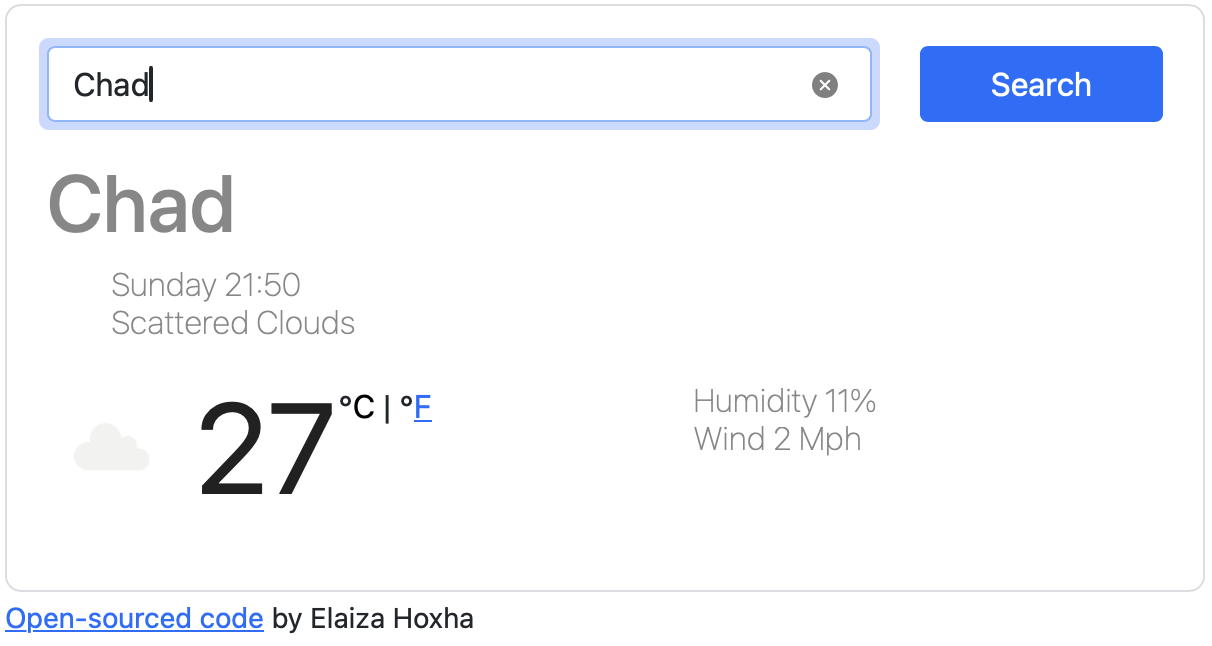 Chad
Search
Chad
Sunday 21:50
Scattered Clouds
27 °C | °F
Humidity 11%
Wind 2 Mph
Open-sourced code by Elaiza Hoxha